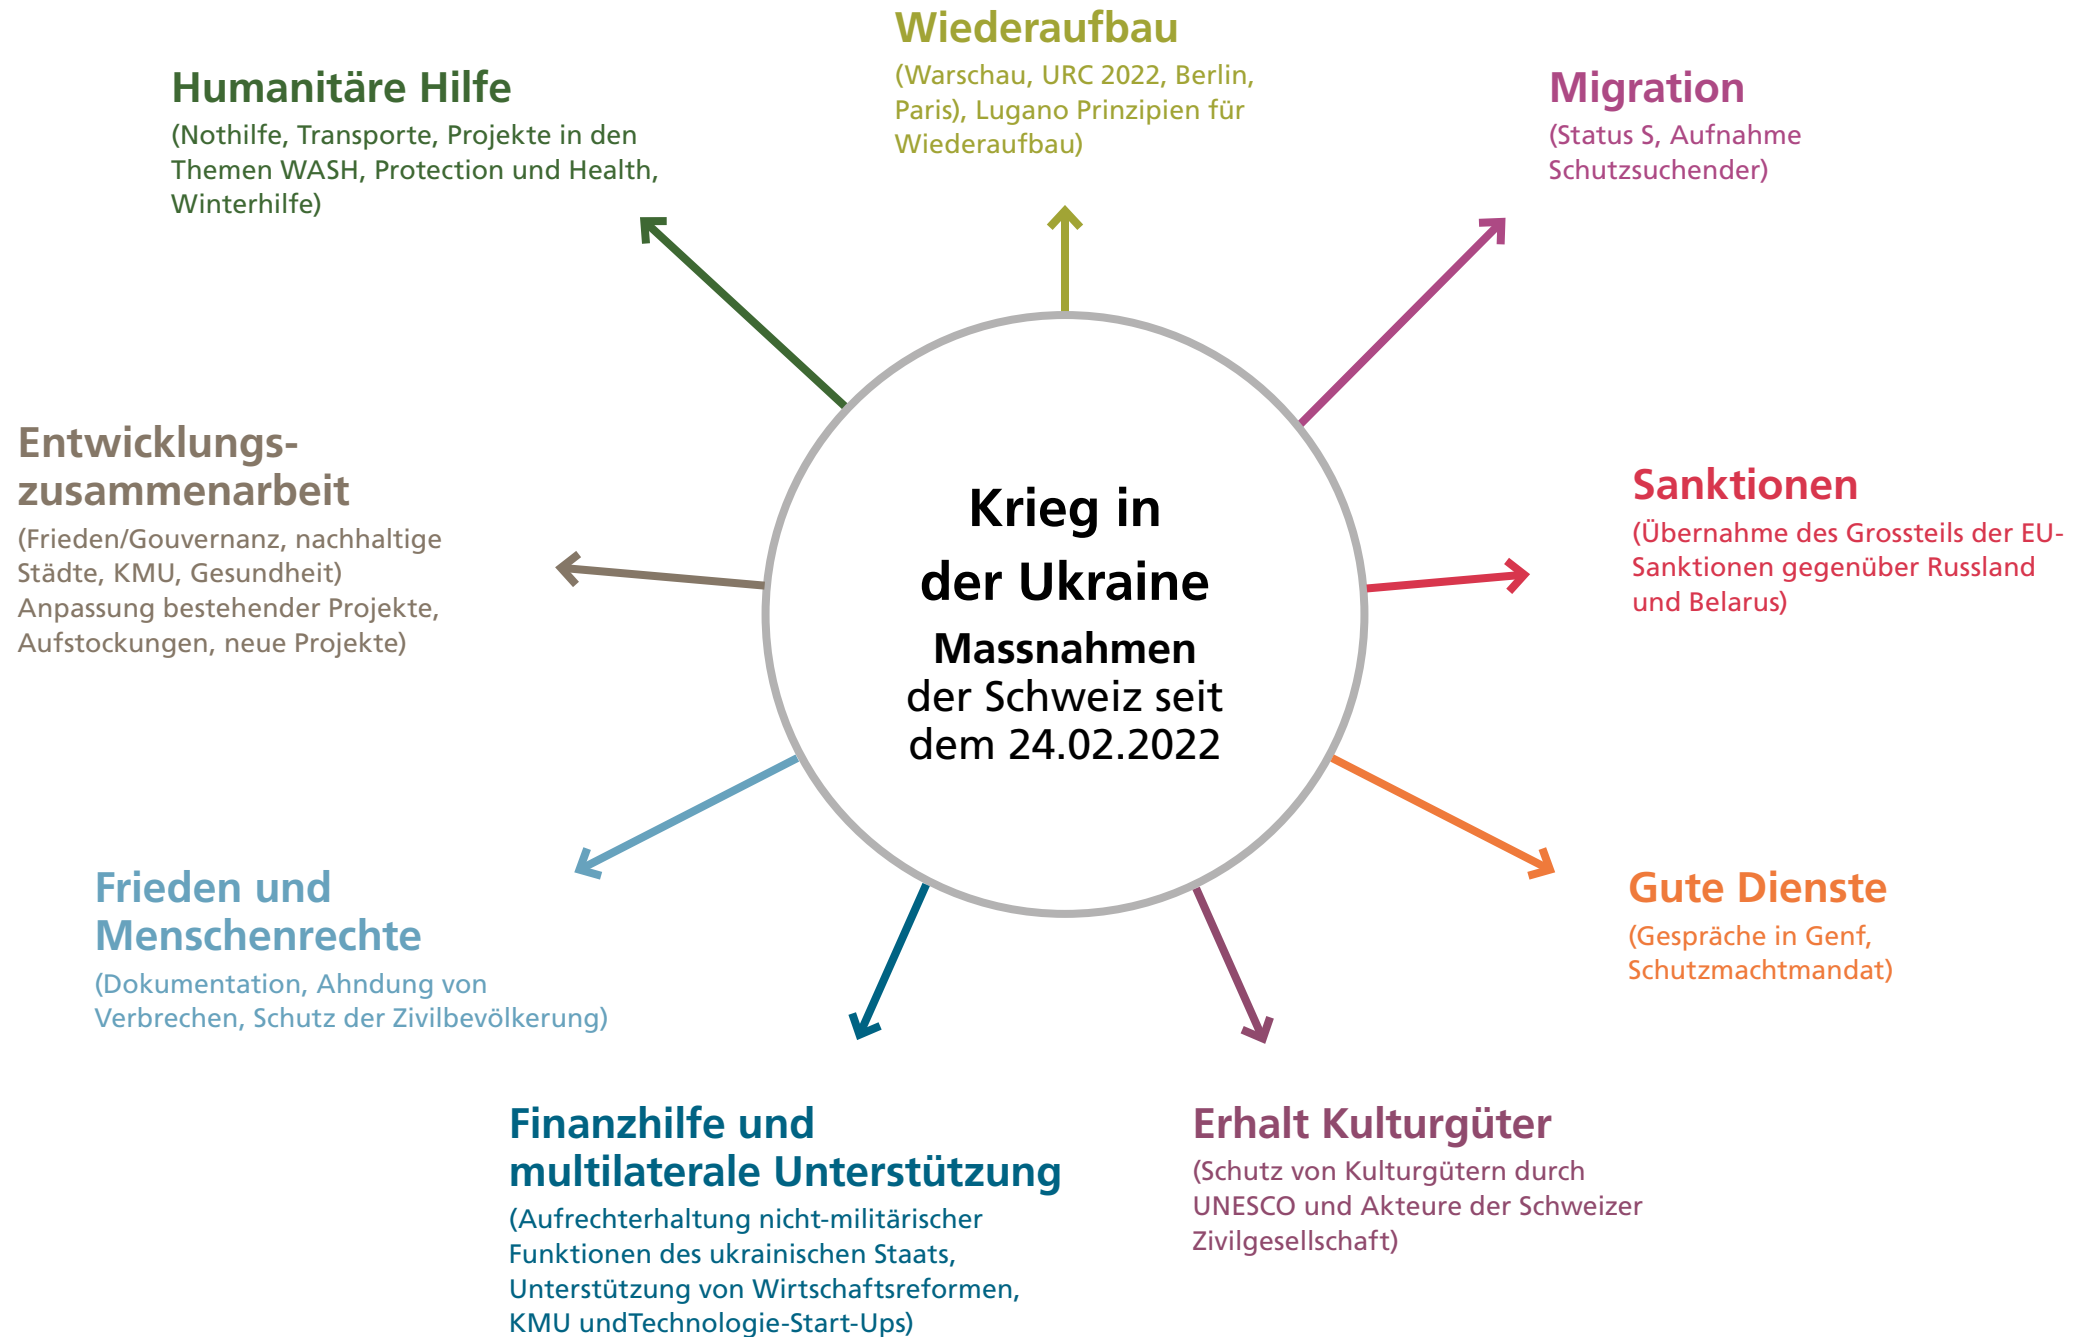 Wiederaufbau
(Warschau, URC 2022, Berlin,
Paris), Lugano Prinzipien für
Wiederaufbau)
Humanitäre Hilfe
(Nothilfe, Transporte, Projekte in den
Themen WASH, Protection und Health,
Winterhilfe)
Migration
(Status S, Aufnahme
Schutzsuchender)
Entwicklungs-
zusammenarbeit
(Frieden/Gouvernanz, nachhaltige
Städte, KMU, Gesundheit)
Anpassung bestehender Projekte,
Aufstockungen, neue Projekte)
Krieg in
der Ukraine
Massnahmen
der Schweiz seit
dem 24.02.2022
Sanktionen
(Übernahme des Grossteils der EU-
Sanktionen gegenüber Russland
und Belarus)
Frieden und
Menschenrechte
(Dokumentation, Ahndung von
Verbrechen, Schutz der Zivilbevölkerung)
Gute Dienste
(Gespräche in Genf,
Schutzmachtmandat)
Finanzhilfe und
multilaterale Unterstützung
(Aufrechterhaltung nicht-militärischer
Funktionen des ukrainischen Staats,
Unterstützung von Wirtschaftsreformen,
KMU undTechnologie-Start-Ups)
Erhalt Kulturgüter
(Schutz von Kulturgütern durch
UNESCO und Akteure der Schweizer
Zivilgesellschaft)